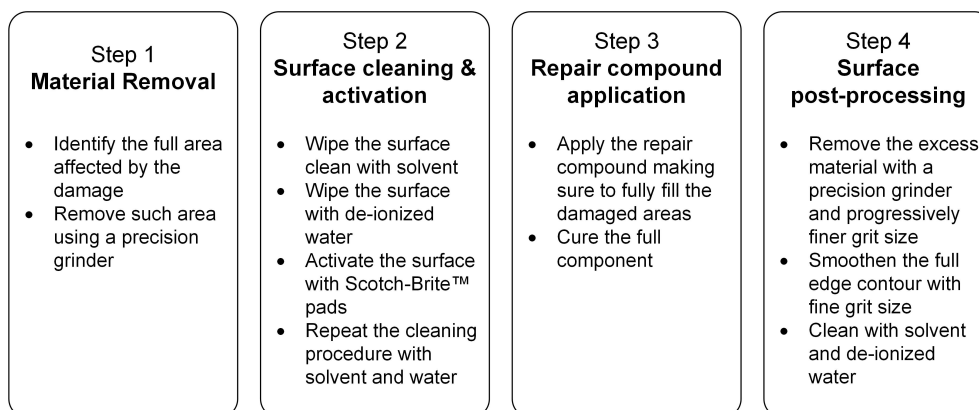 Step 1
Material Removal
• Identify the full area
affected by the
damage
• Remove such area
using a precision
grinder
Step 2
Surface cleaning &
activation
• Wipe the surface
clean with solvent
• Wipe the surface
with de-ionized
water
• Activate the surface
with Scotch-Brite™
pads
• Repeat the cleaning
procedure with
solvent and water
Step 3
Repair compound
application
• Apply the repair
compound making
sure to fully fill the
damaged areas
• Cure the full
component
Step 4
Surface
post-processing
• Remove the excess
material with a
precision grinder
and progressively
finer grit size
• Smoothen the full
edge contour with
fine grit size
• Clean with solvent
and de-ionized
water